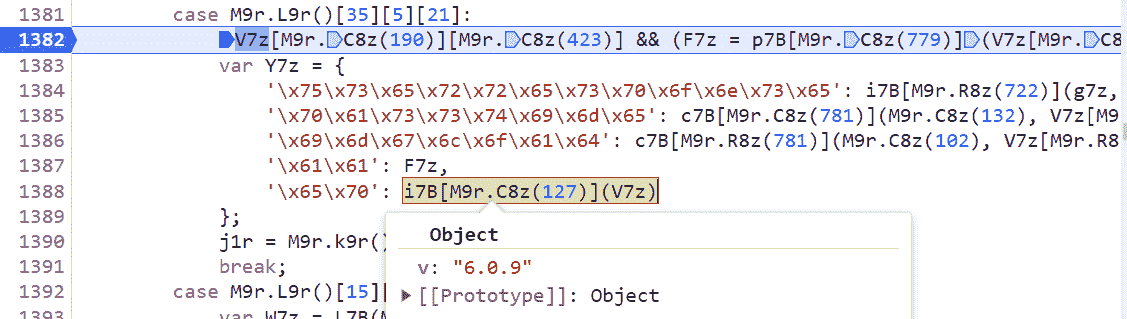 1381 case M9r.L9r()[35][5][21]:
1382 V7z[M9r.C8z(190)][M9r.C8z(423)] && (F7z = p7B[M9r.C8z(779)](V7z[M9r.C8
1383 var Y7z = {
1384 '\x75\x73\x65\x72\x72\x65\x73\x70\x6f\x6e\x73\x65': i7B[M9r.R8z(722)](g7z,
1385 '\x70\x61\x73\x73\x74\x69\x6d\x65': c7B[M9r.C8z(781)](M9r.C8z(132), V7z[M9r
1386 '\x69\x6d\x67\x6c\x6f\x61\x64': c7B[M9r.R8z(781)](M9r.C8z(102), V7z[M9r.R8
1387 '\x61\x61': F7z,
1388 '\x65\x70': i7B[M9r.C8z(127)](V7z)
1389 };
1390 j1r = M9r.k9r()
1391 break;
1392 case M9r.L9r()[15][
1393 var W7z = L7B(M
Object
v: "6.0.9"
[[Prototype]]: Object